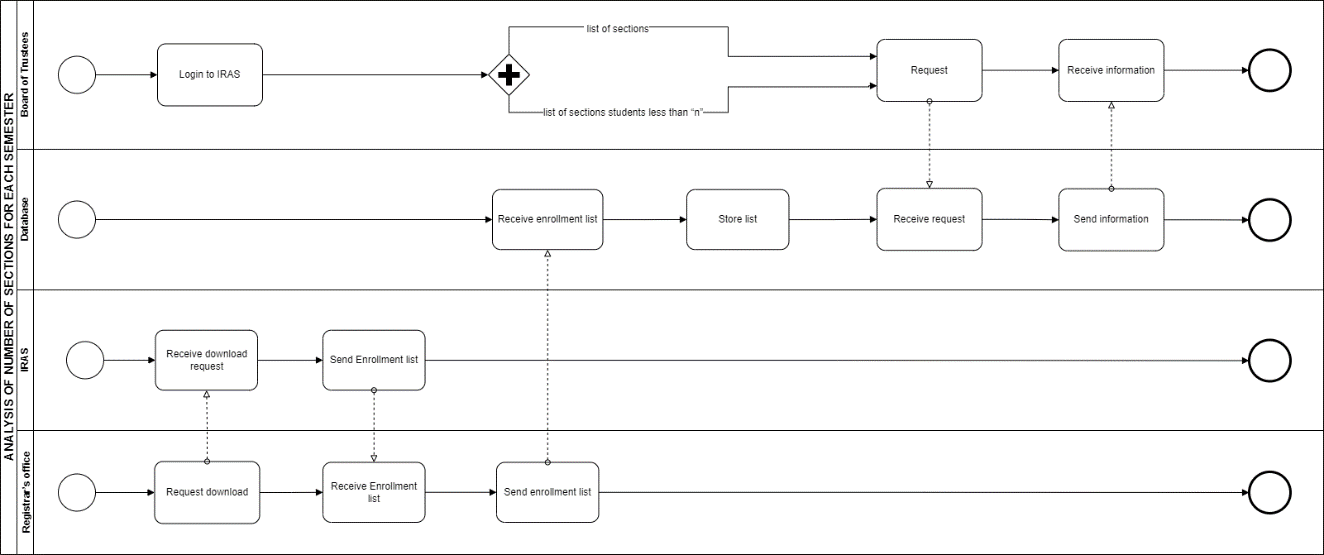 ANALYSIS OF NUMBER OF SECTIONS FOR EACH SEMESTER
Board of Trustees
Login to IRAS
list of sections
list of sections students less than “n”
Request
Receive information
Database
Receive enrollment list
Store list
Receive request
Send information
IRAS
Receive download
request
Send Enrollment list
Registrar's office
Request download
Receive Enrollment
list
Send enrollment list